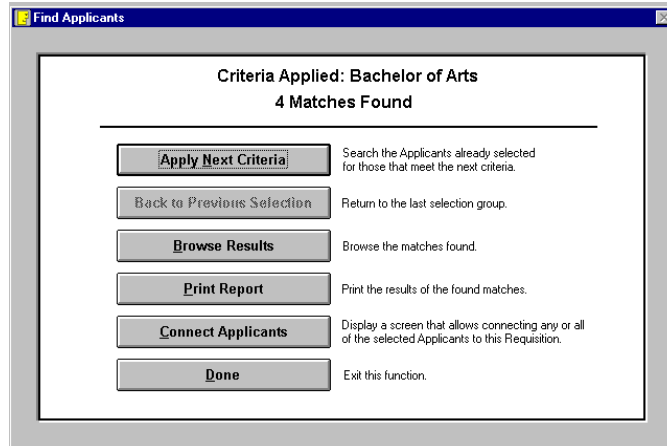 Find Applicants
Criteria Applied: Bachelor of Arts
4 Matches Found
Apply Next Criteria
Search the Applicants already selected
for those that meet the next criteria.
Back to Previous Selection
Return to the last selection group.
Browse Results
Browse the matches found.
Print Report
Print the results of the found matches.
Connect Applicants
Display a screen that allows connecting any or all
of the selected Applicants to this Requisition.
Done
Exit this function.